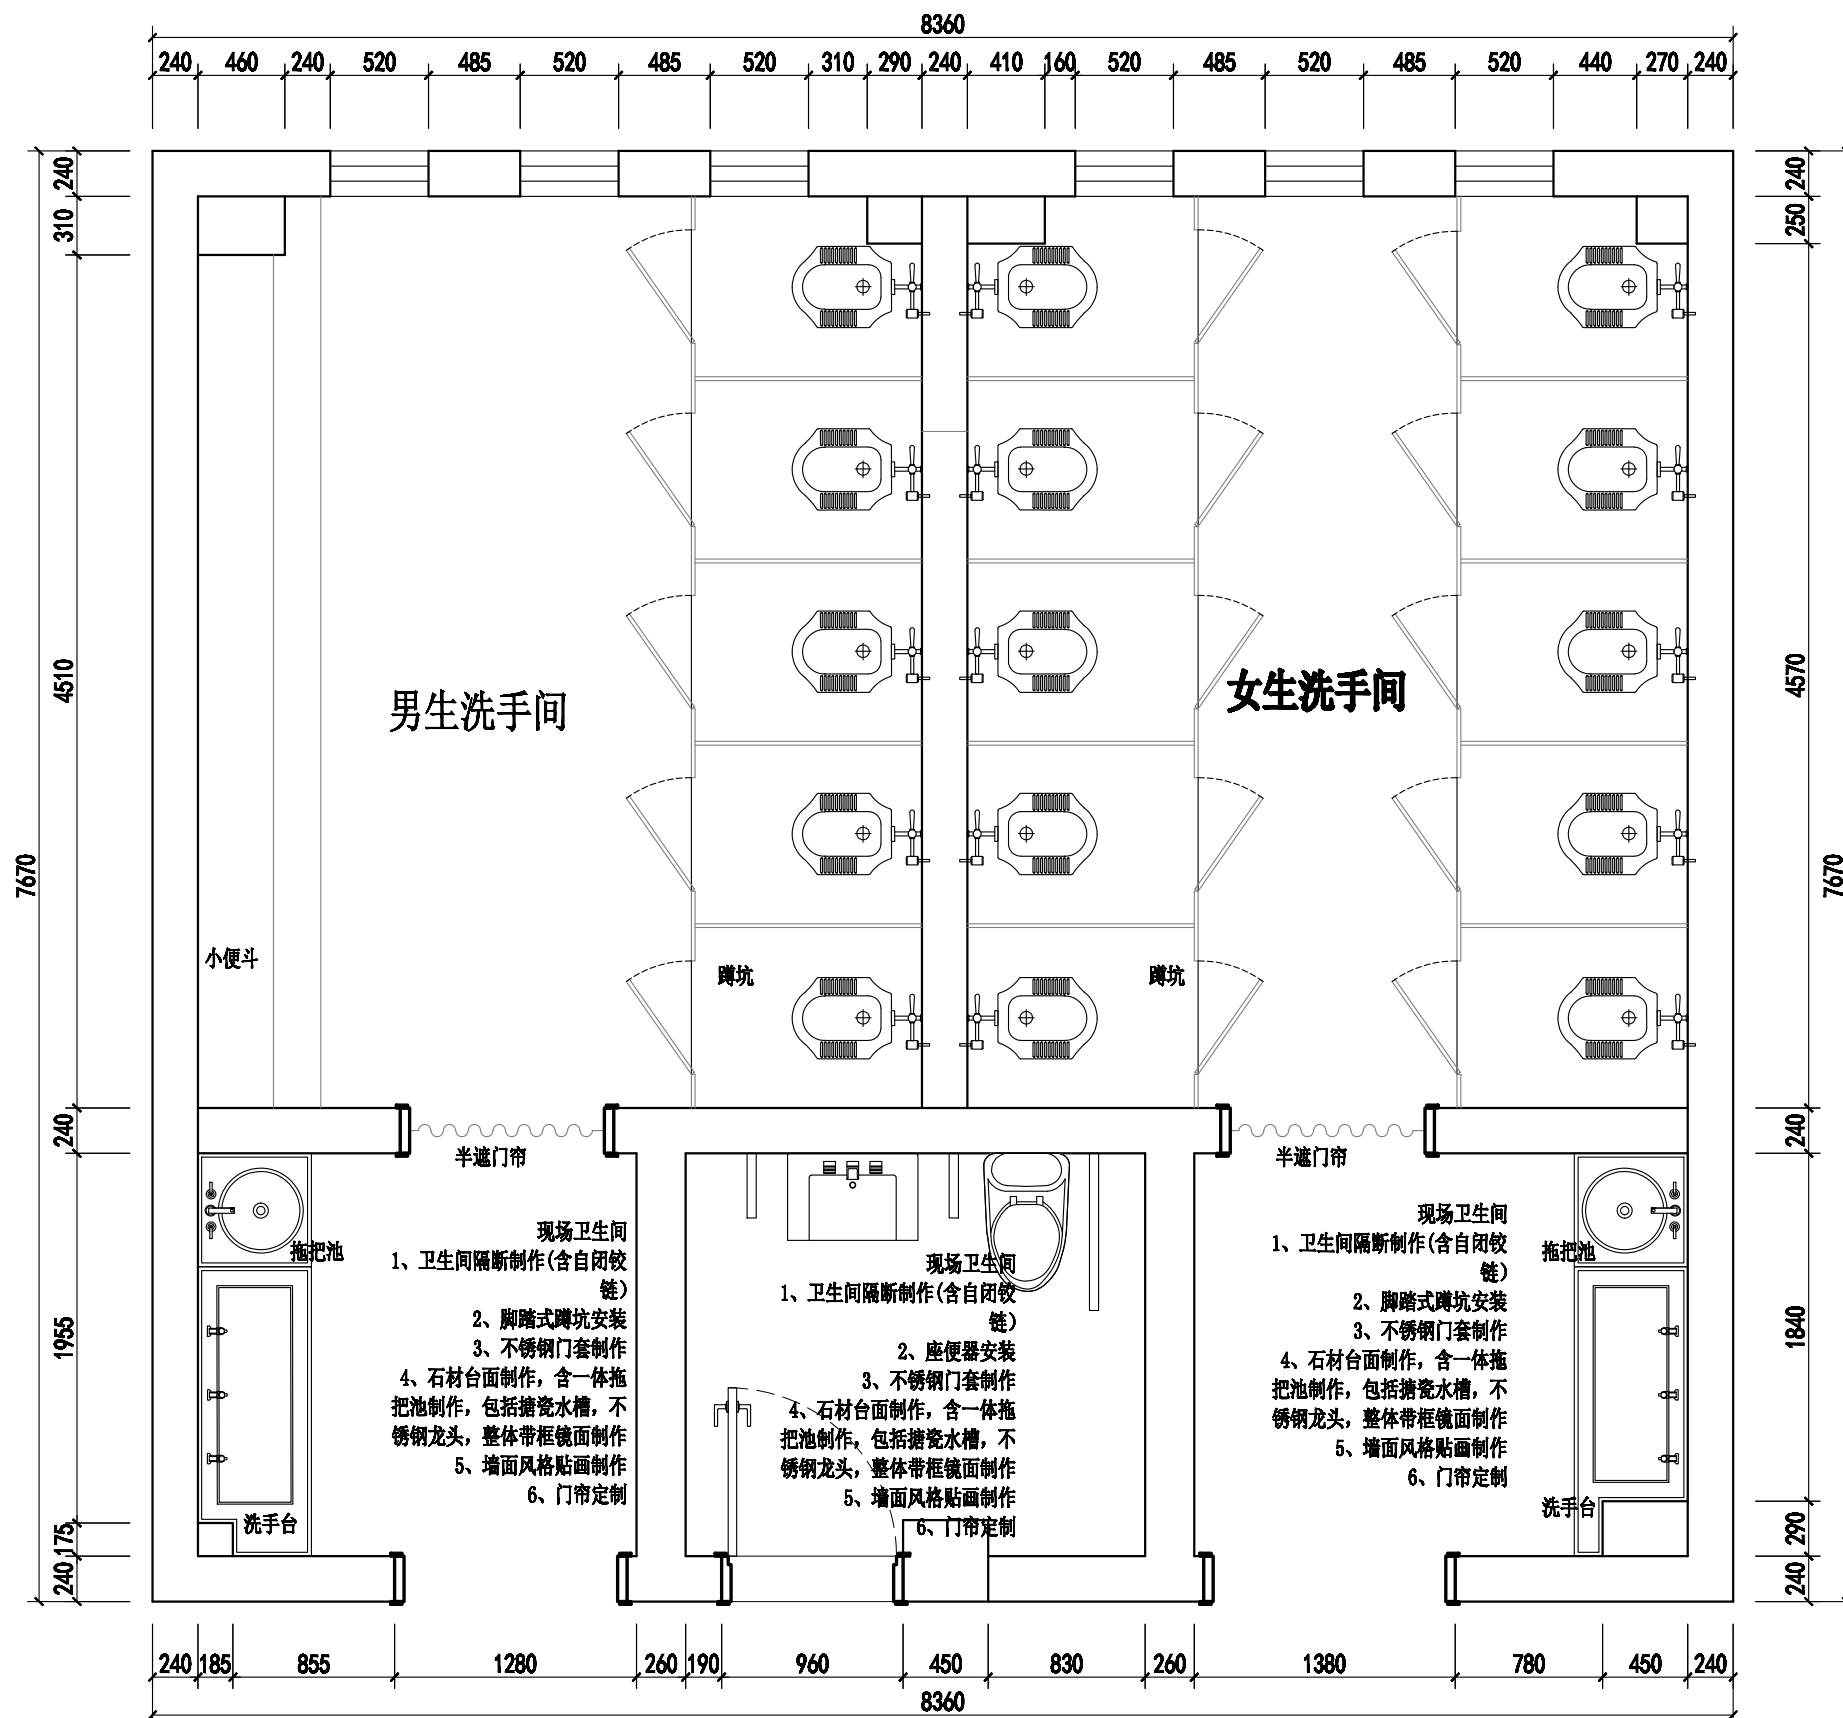 8360
240 460 240 520 485 520 485 520 310 290 240 410 160 520 485 520 485 520 440 270 240
240
310
4510
240
1955
175
240
7670
240
250
4570
240
1840
290
240
7670
男生洗手间
女生洗手间
小便斗
蹲坑
蹲坑
半遮门帘
半遮门帘
拖把池
洗手台
现场卫生间
1、卫生间隔断制作(含自闭铰
链)
2、脚踏式蹲坑安装
3、不锈钢门套制作
4、石材台面制作，含一体拖
把池制作，包括搪瓷水槽，不
锈钢龙头，整体带框镜面制作
5、墙面风格贴画制作
6、门帘定制
现场卫生间
1、卫生间隔断制作(含自闭铰
链)
2、座便器安装
3、不锈钢门套制作
4、石材台面制作，含一体拖
把池制作，包括搪瓷水槽，不
锈钢龙头，整体带框镜面制作
5、墙面风格贴画制作
6、门帘定制
现场卫生间
1、卫生间隔断制作(含自闭铰
链)
2、脚踏式蹲坑安装
3、不锈钢门套制作
4、石材台面制作，含一体拖
把池制作，包括搪瓷水槽，不
锈钢龙头，整体带框镜面制作
5、墙面风格贴画制作
6、门帘定制
拖把池
洗手台
240 185 855 1280 260 190 960 450 830 260 1380 780 450 240
8360